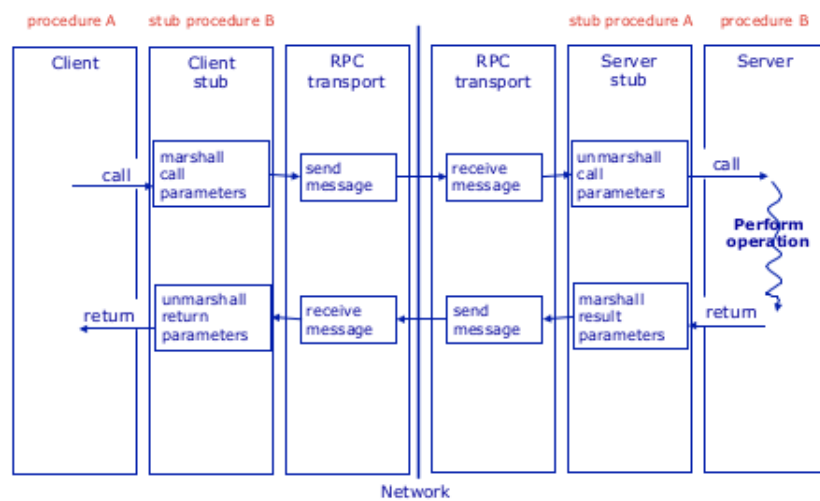 procedure A
stub procedure B
stub procedure A
procedure B
Client
Client
stub
RPC
transport
RPC
transport
Server
stub
Server
call
marshall
call
parameters
send
message
receive
message
unmarshall
call
parameters
call
Perform
operation
return
unmarshall
return
parameters
receive
message
send
message
marshall
result
parameters
return
Network